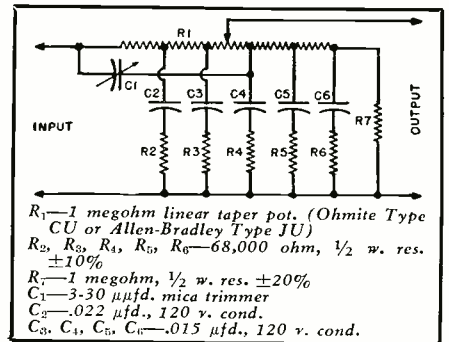 R1
C1
C2 C3 C4 C5 C6
R7
INPUT
OUTPUT
R2 R3 R4 R5 R6
R₁—1 megohm linear taper pot. (Ohmite Type
CU or Allen-Bradley Type JU)
R₂, R₃, R₄, R₅, R₆—68,000 ohm, ½ w. res.
±10%
R₇—1 megohm, ½ w. res. ±20%
C₁—3-30 μμfd. mica trimmer
C₂—.022 μfd., 120 v. cond.
C₃, C₄, C₅, C₆—.015 μfd., 120 v. cond.